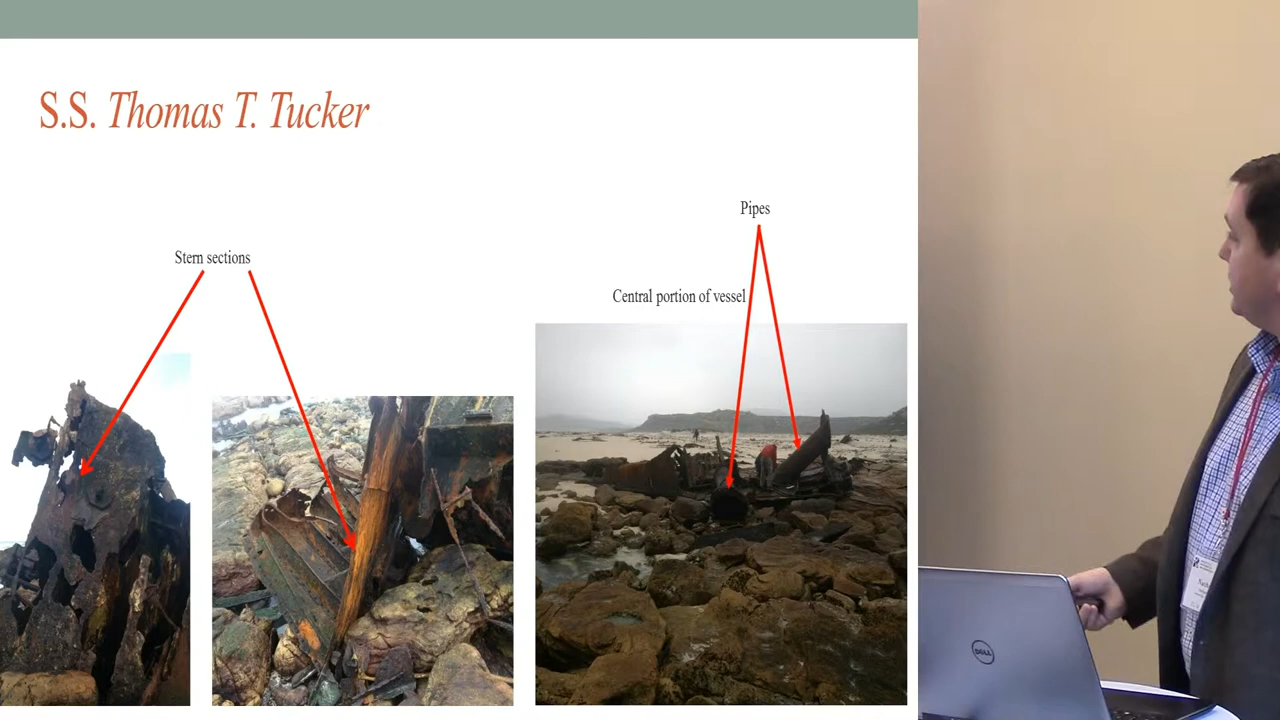 S.S. Thomas T. Tucker
Pipes
Stern sections
Central portion of vessel
DELL